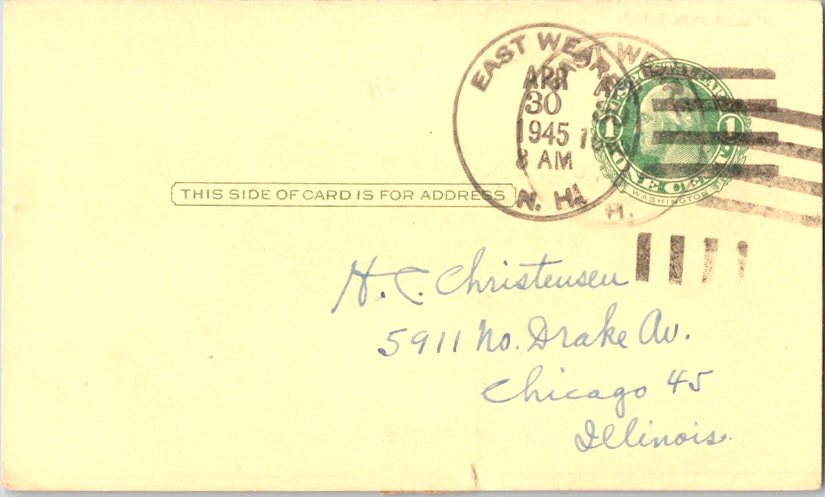 Weare
EAST WEARE
APR
30
1945
8 AM
N. H.
H.
1 1
WASHINGTON
THIS SIDE OF CARD IS FOR ADDRESS
H. C. Christensen
5911 No. Drake Av.
Chicago 45
Illinois.